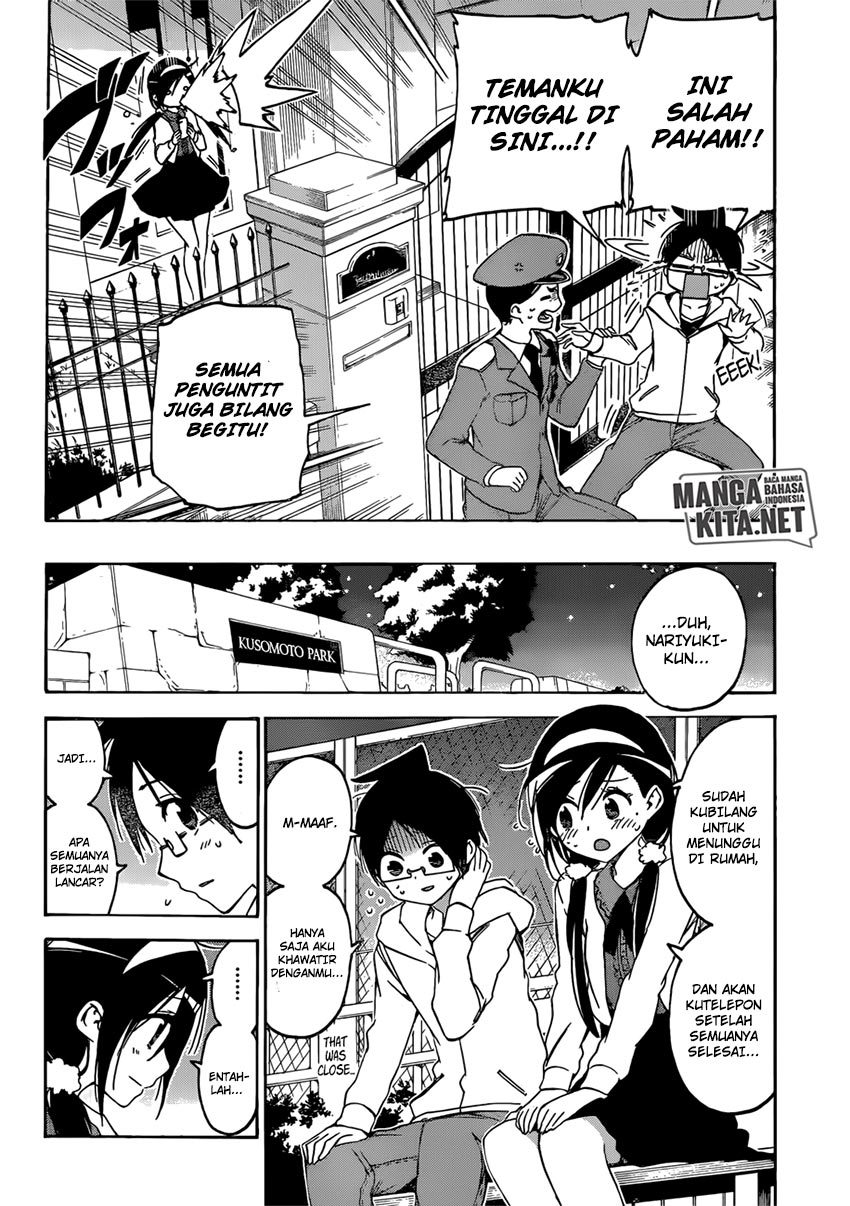 INI
SALAH
PAHAM!!
TEMANKU
TINGGAL DI
SINI...!!
EEEK!
SEMUA
PENGUNTIT
JUGA BILANG
BEGITU!
MANGA
KITA.NET
BACA MANGA
BAHASA
INDONESIA
...DUH,
NARIYUKI-
KUN...
KUSOMOTO PARK
SUDAH
KUBILANG
UNTUK
MENUNGGU
DI RUMAH,
DAN AKAN
KUTELEPON
SETELAH
SEMUANYA
SELESAI...
M-MAAF.
HANYA
SAJA AKU
KHAWATIR
DENGANMU...
THAT
WAS
CLOSE...
........
JADI...
APA
SEMUANYA
BERJALAN
LANCAR?
........
ENTAH-
LAH...